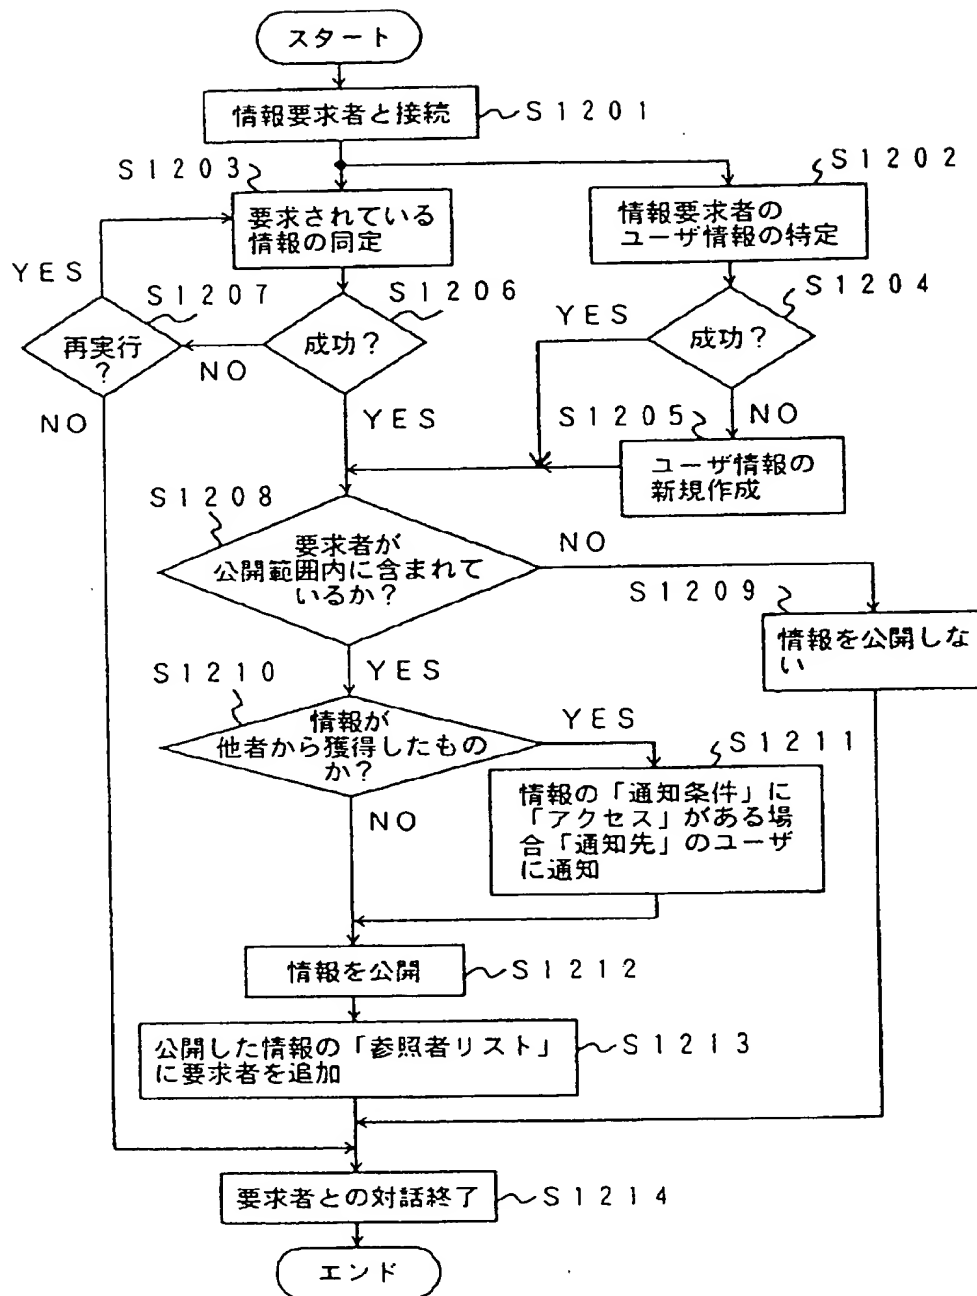 スタート
情報要求者と接続
S1201
S1203
S1202
要求されている
情報の同定
情報要求者の
ユーザ情報の特定
YES
S1207
S1206
S1204
再実行
?
NO
成功?
YES
成功?
NO
YES
S1205
NO
ユーザ情報の
新規作成
S1208
要求者が
公開範囲内に含まれて
いるか?
NO
S1209
情報を公開しな
い
YES
S1210
情報が
他者から獲得したもの
か?
YES
S1211
NO
情報の「通知条件」に
「アクセス」がある場
合「通知先」のユーザ
に通知
情報を公開
S1212
公開した情報の「参照者リスト」
に要求者を追加
S1213
要求者との対話終了
S1214
エンド